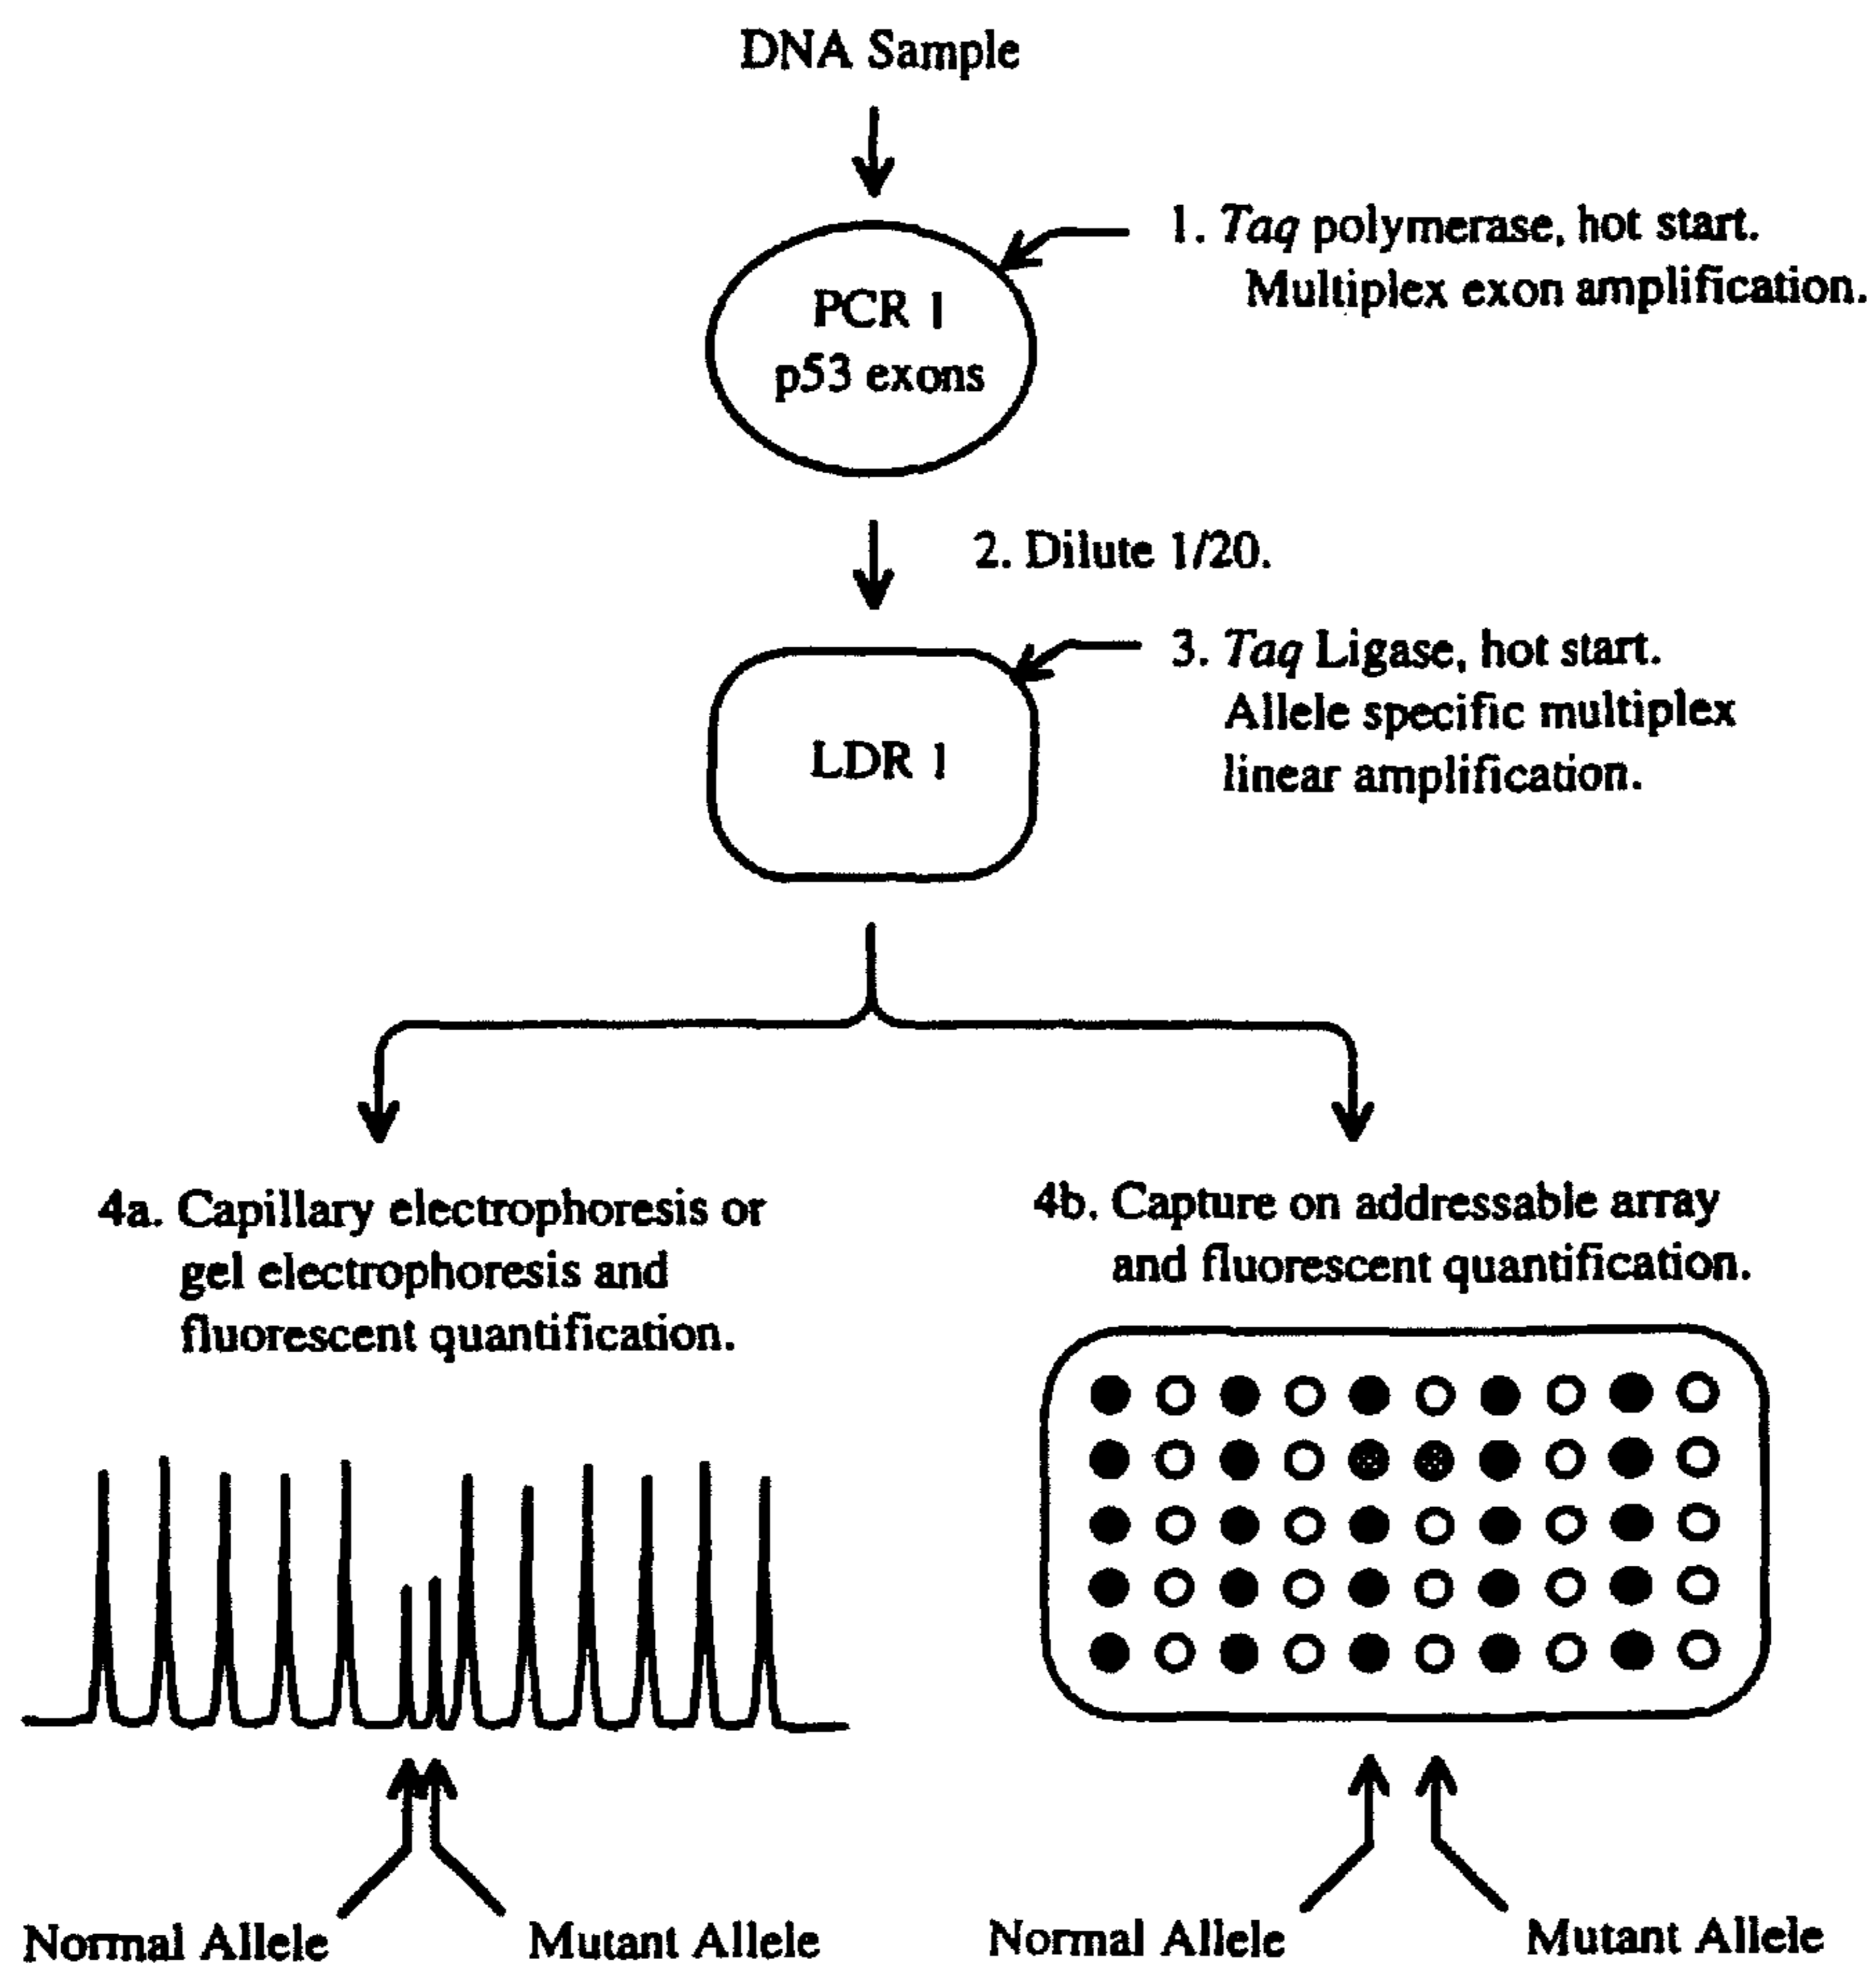 DNA Sample
1. Taq polymerase, hot start.
Multiplex exon amplification.
PCR 1
p53 exons
2. Dilute 1/20.
3. Taq Ligase, hot start.
Allele specific multiplex
linear amplification.
LDR 1
4a. Capillary electrophoresis or
gel electrophoresis and
fluorescent quantification.
4b. Capture on addressable array
and fluorescent quantification.
Normal Allele
Mutant Allele
Normal Allele
Mutant Allele